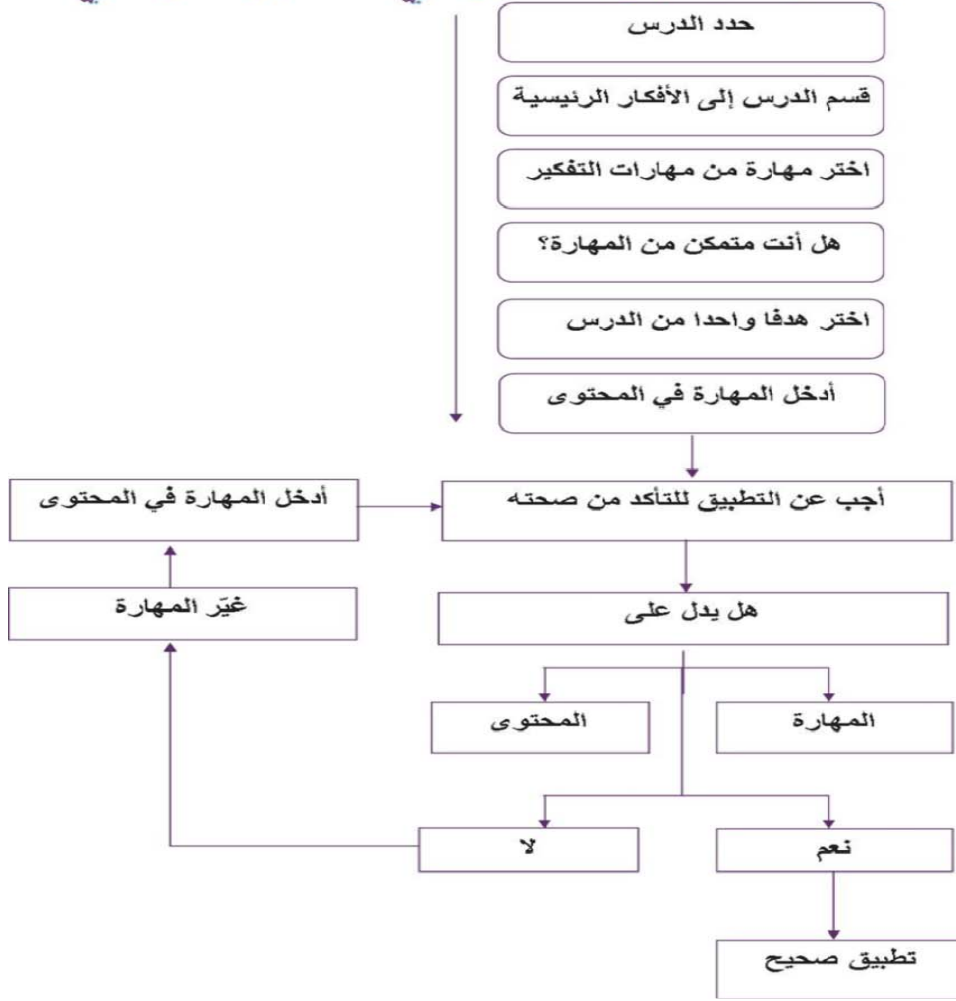 حدد الدرس
قسم الدرس إلى الأفكار الرئيسية
اختر مهارة من مهارات التفكير
هل أنت متمكن من المهارة؟
اختر هدفا واحدا من الدرس
أدخل المهارة في المحتوى
أجب عن التطبيق للتأكد من صحته
أدخل المهارة في المحتوى
هل يدل على
غيّر المهارة
المهارة
المحتوى
نعم
لا
تطبيق صحيح